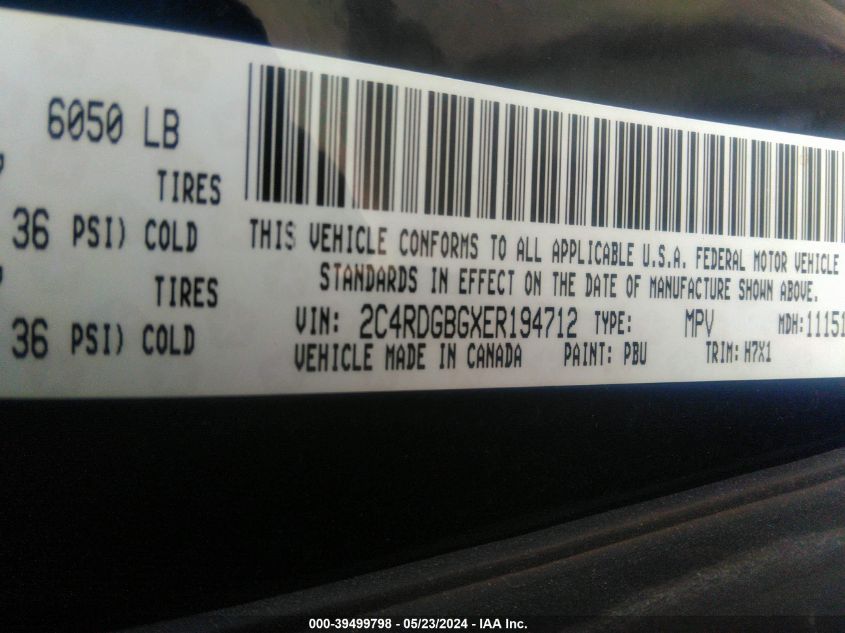 6050 LB
TIRES
36 PSI) COLD
TIRES
36 PSI) COLD
THIS VEHICLE CONFORMS TO ALL APPLICABLE U.S.A. FEDERAL MOTOR VEHICLE
STANDARDS IN EFFECT ON THE DATE OF MANUFACTURE SHOWN ABOVE.
VIN: 2C4RDGBGXER194712 TYPE: MPV MDH:11151
VEHICLE MADE IN CANADA PAINT: PBU TRIM: H7X1
000-39499798 - 05/23/2024 - IAA Inc.